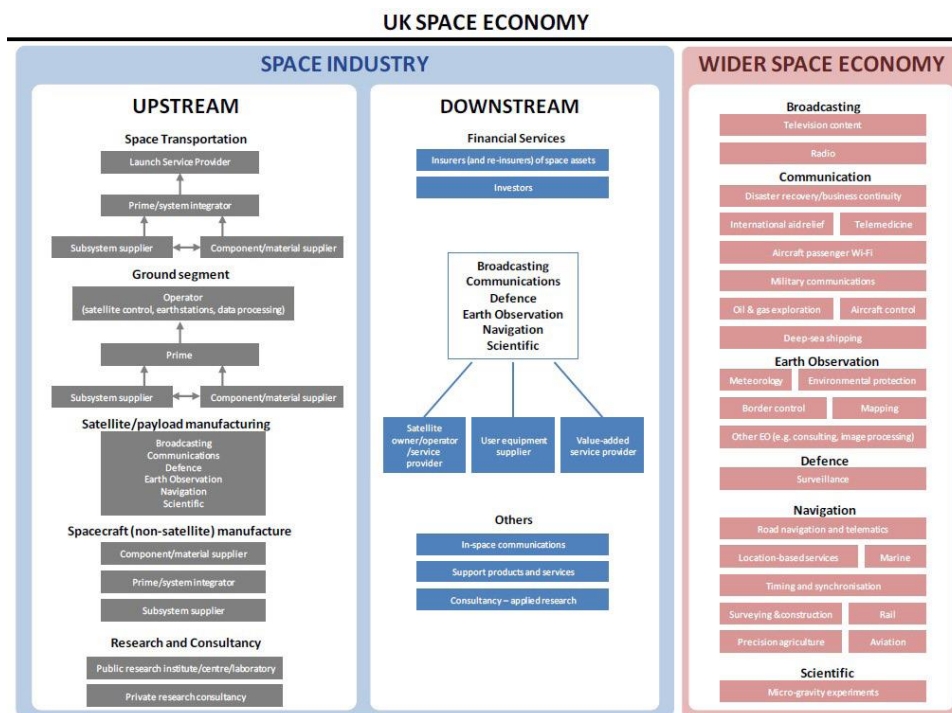 UK SPACE ECONOMY
SPACE INDUSTRY
UPSTREAM
Space Transportation
Launch Service Provider
Prime/system integrator
Subsystem supplier
Component/material supplier
Ground segment
Operator
(satellite control, earth stations, data processing)
Prime
Subsystem supplier
Component/material supplier
Satellite/payload manufacturing
Broadcasting
Communications
Defence
Earth Observation
Navigation
Scientific
Spacecraft (non-satellite) manufacture
Component/material supplier
Prime/system integrator
Subsystem supplier
Research and Consultancy
Public research institute/centre/laboratory
Private research consultancy
DOWNSTREAM
Financial Services
Insurers (and re-insurers) of space assets
Investors
Broadcasting
Communications
Defence
Earth Observation
Navigation
Scientific
Satellite
owner/operator
/service
provider
User equipment
supplier
Value-added
service provider
Others
In-space communications
Support products and services
Consultancy – applied research
WIDER SPACE ECONOMY
Broadcasting
Television content
Radio
Communication
Disaster recovery/business continuity
International aid relief
Telemedicine
Aircraft passenger Wi-Fi
Military communications
Oil & gas exploration
Aircraft control
Deep-sea shipping
Earth Observation
Meteorology
Environmental protection
Border control
Mapping
Other EO (e.g. consulting, image processing)
Defence
Surveillance
Navigation
Road navigation and telematics
Location-based services
Marine
Timing and synchronisation
Surveying & construction
Rail
Precision agriculture
Aviation
Scientific
Micro-gravity experiments